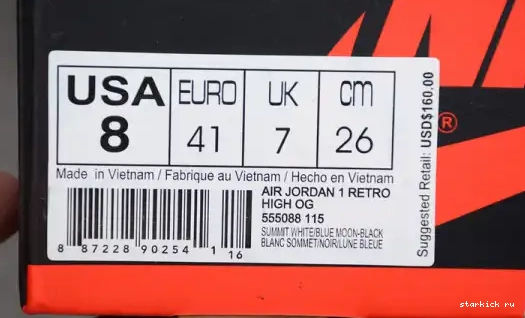 USA EURO UK cm
8 41 7 26
Made in Vietnam / Fabrique au Vietnam / Hecho en Vietnam
AIR JORDAN 1 RETRO
HIGH OG
555088 115
SUMMIT WHITE/BLUE MOON-BLACK
BLANC SOMMET/NOIR/LUNE BLEUE
8 87228 90254 1
16
Suggested Retail: USD$160.00
®
starkick ru